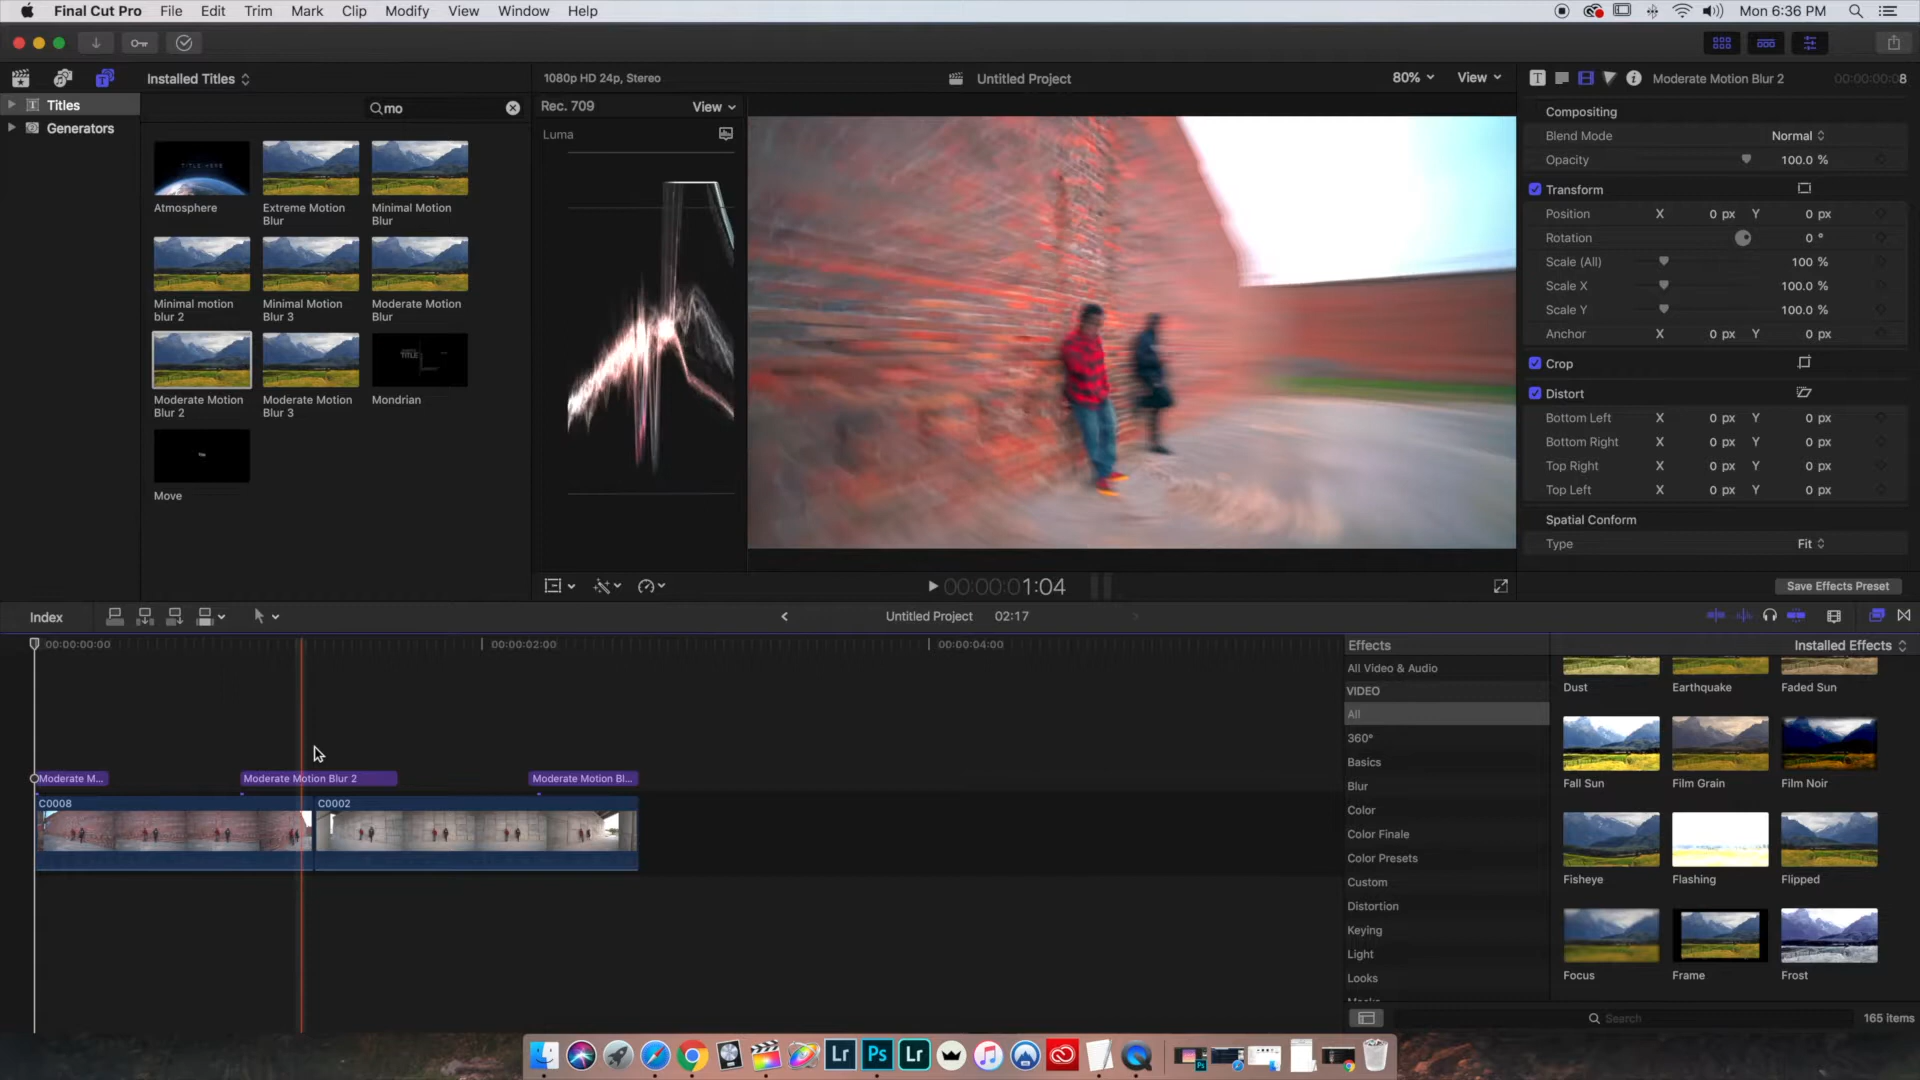 Final Cut Pro File Edit Trim Mark Clip Modify View Window Help Mon 6:36 PM
Installed Titles
1080p HD 24p, Stereo
Untitled Project
80%
View
Moderate Motion Blur 2
00:00:00:08
Titles
Generators
mo
Atmosphere
Extreme Motion Blur
Minimal Motion Blur
Minimal motion blur 2
Minimal Motion Blur 3
Moderate Motion Blur
Moderate Motion Blur 2
Moderate Motion Blur 3
Mondrian
Move
Rec. 709
View
Luma
Compositing
Blend Mode Normal
Opacity 100.0 %
Transform
Position X 0 px Y 0 px
Rotation 0 °
Scale (All) 100 %
Scale X 100.0 %
Scale Y 100.0 %
Anchor X 0 px Y 0 px
Crop
Distort
Bottom Left X 0 px Y 0 px
Bottom Right X 0 px Y 0 px
Top Right X 0 px Y 0 px
Top Left X 0 px Y 0 px
Spatial Conform
Type Fit
00:00:01:04
Save Effects Preset
Index
Untitled Project 02:17
00:00:00:00 00:00:02:00 00:00:04:00
Moderate M...
Moderate Motion Blur 2
Moderate Motion Bl...
C0008
C0002
Effects
Installed Effects
All Video & Audio
VIDEO
All
360°
Basics
Blur
Color
Color Finale
Color Presets
Custom
Distortion
Keying
Light
Looks
Dust Earthquake Faded Sun
Fall Sun Film Grain Film Noir
Fisheye Flashing Flipped
Focus Frame Frost
Search
165 items
Lr Ps Lr